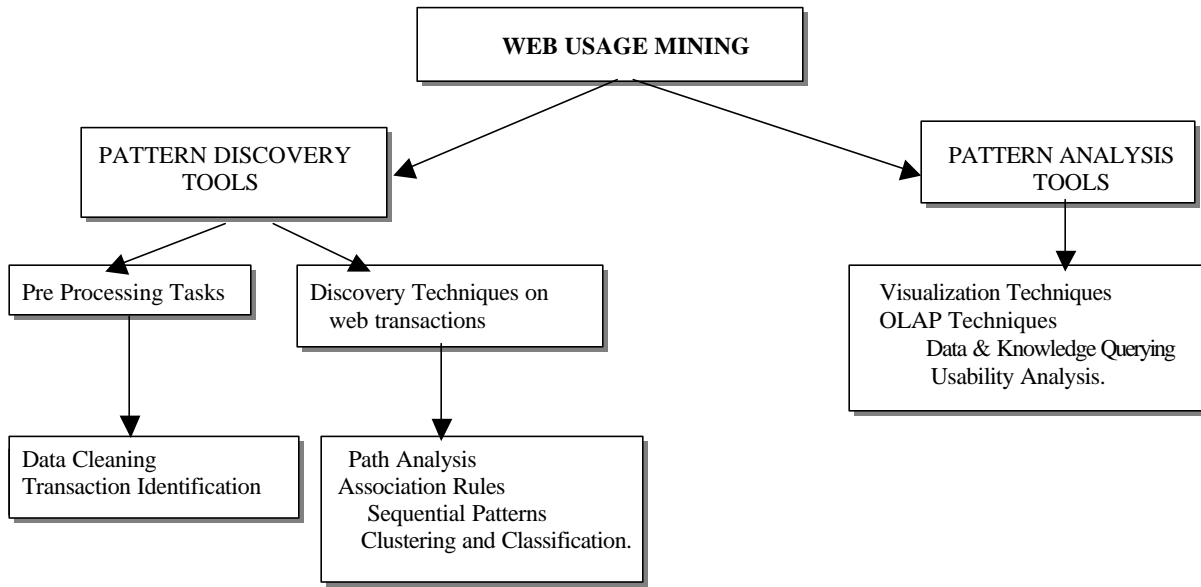 WEB USAGE MINING
PATTERN DISCOVERY
TOOLS
PATTERN ANALYSIS
TOOLS
Pre Processing Tasks
Discovery Techniques on
web transactions
Visualization Techniques
OLAP Techniques
Data & Knowledge Querying
Usability Analysis.
Data Cleaning
Transaction Identification
Path Analysis
Association Rules
Sequential Patterns
Clustering and Classification.